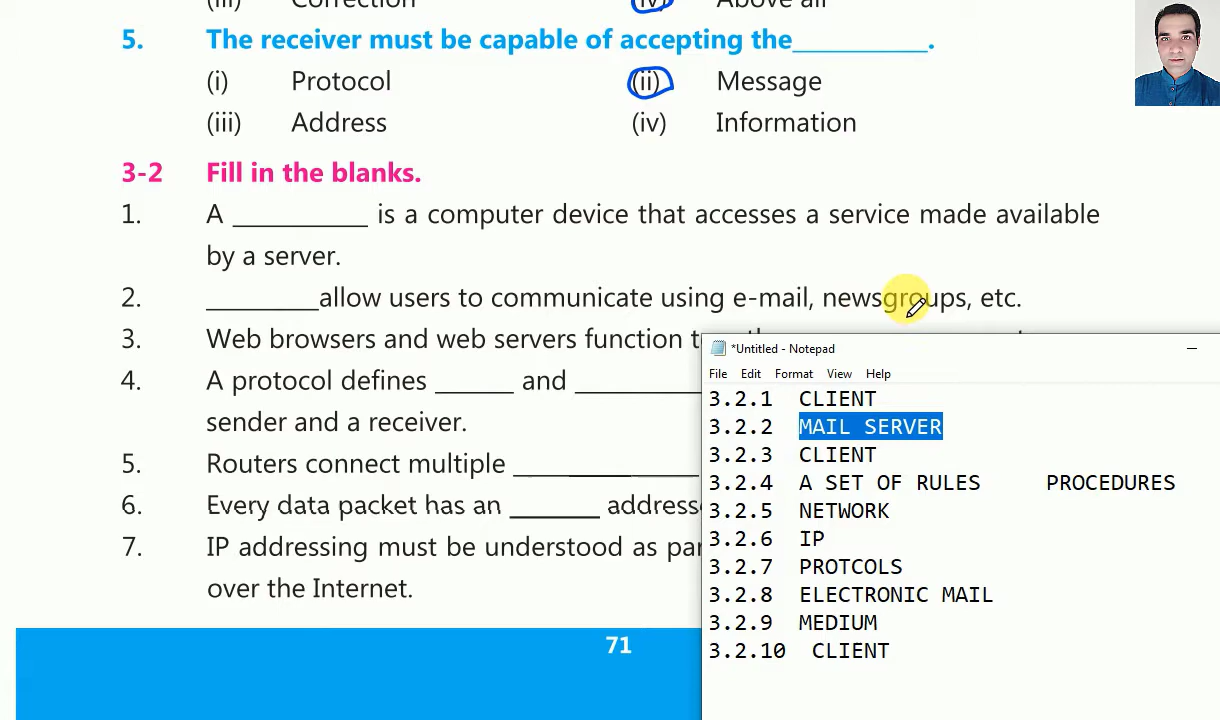 (iii) Correction (iv) Above all
5. The receiver must be capable of accepting the__________.
(i) Protocol (ii) Message
(iii) Address (iv) Information
3-2 Fill in the blanks.
1. A __________ is a computer device that accesses a service made available
by a server.
2. ________allow users to communicate using e-mail, newsgroups, etc.
3. Web browsers and web servers function
4. A protocol defines ______ and __________
sender and a receiver.
5. Routers connect multiple ______________
6. Every data packet has an _______
7. IP addressing must be understood as
over the Internet.
71
*Untitled - Notepad
File Edit Format View Help
3.2.1 CLIENT
3.2.2 MAIL SERVER
3.2.3 CLIENT
3.2.4 A SET OF RULES PROCEDURES
3.2.5 NETWORK
3.2.6 IP
3.2.7 PROTCOLS
3.2.8 ELECTRONIC MAIL
3.2.9 MEDIUM
3.2.10 CLIENT